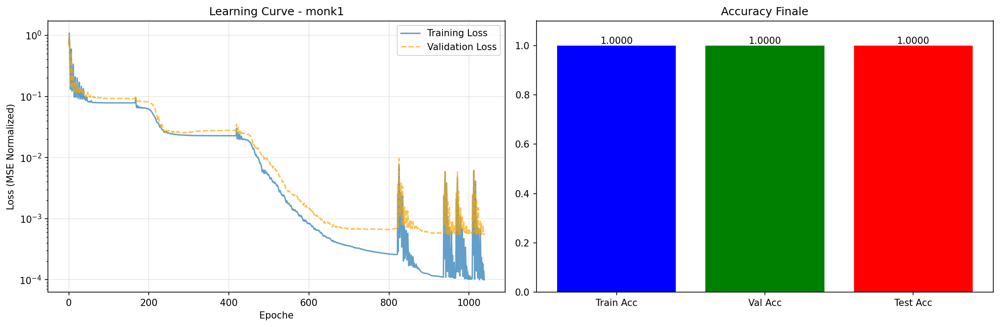 Learning Curve - monk1
Loss (MSE Normalized)
10⁰
10⁻¹
10⁻²
10⁻³
10⁻⁴
Training Loss
Validation Loss
0
200
400
600
800
1000
Epoche
Accuracy Finale
1.0
0.8
0.6
0.4
0.2
0.0
1.0000
1.0000
1.0000
Train Acc
Val Acc
Test Acc